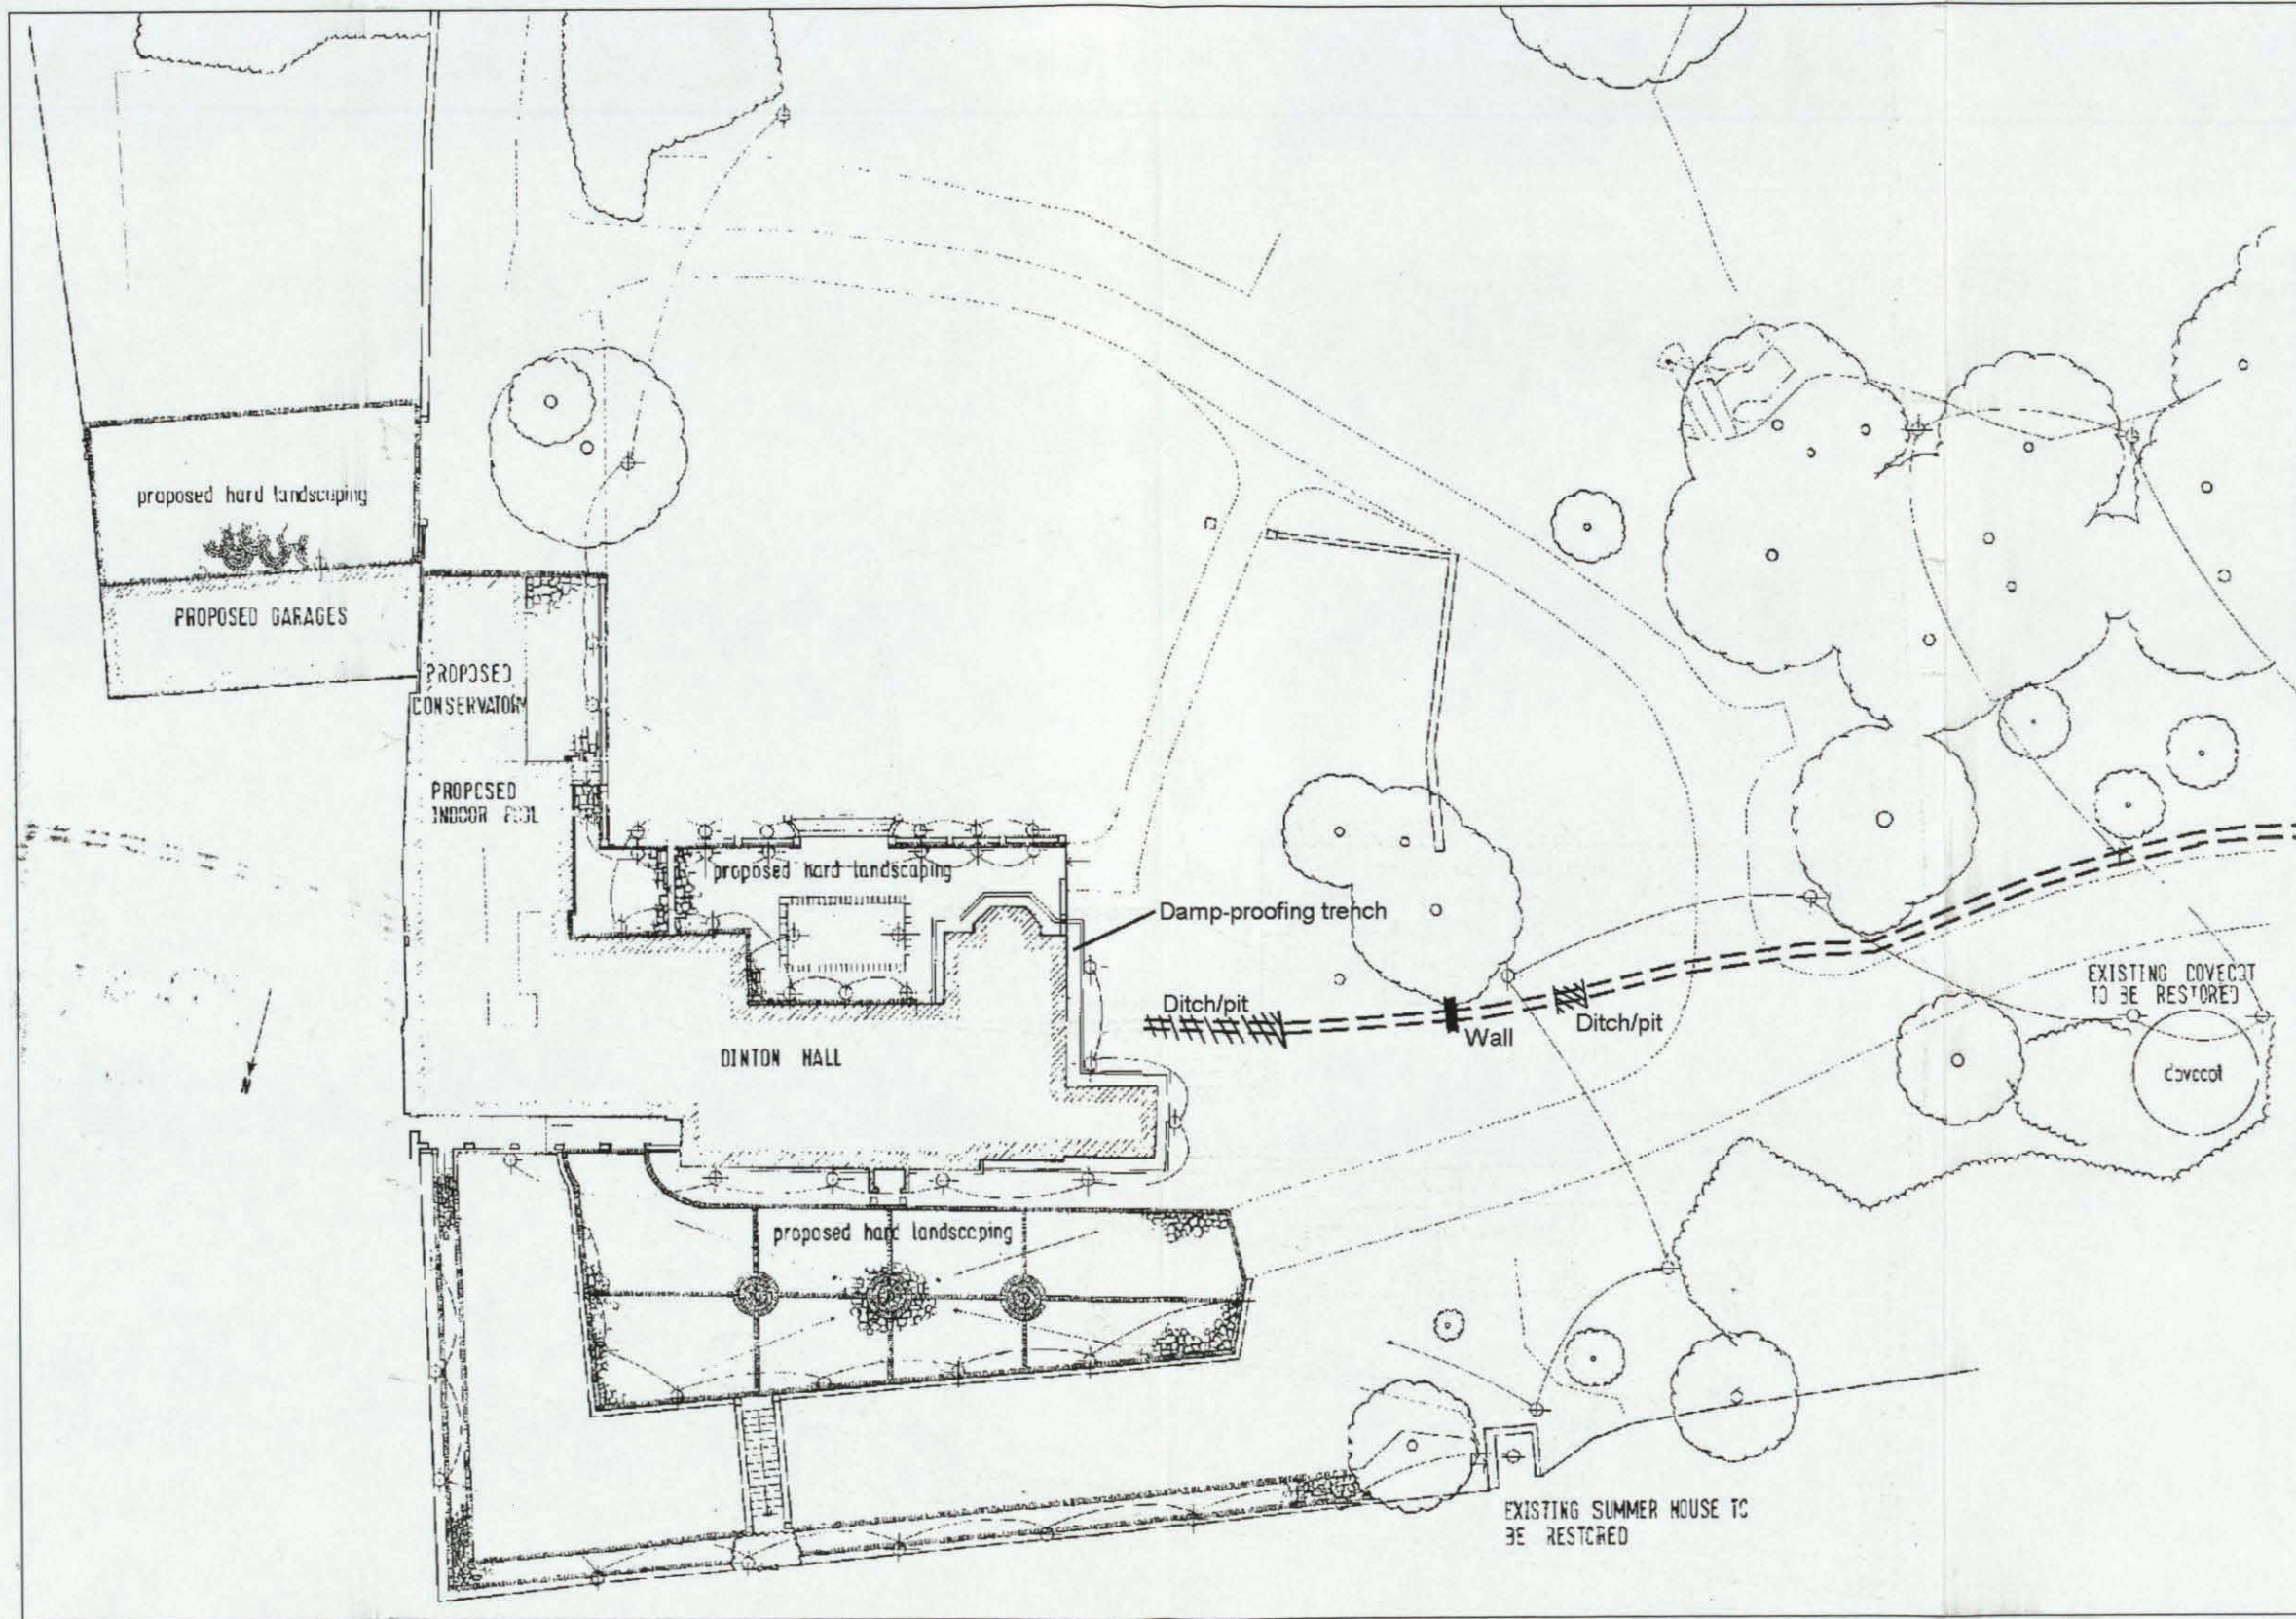 proposed hard landscaping
PROPOSED GARAGES
PROPOSED
CONSERVATORY
PROPOSED
INDOOR POOL
proposed hard landscaping
Damp-proofing trench
Ditch/pit
Wall
Ditch/pit
EXISTING DOVECOT
TO BE RESTORED
dovecot
DINTON HALL
N
proposed hard landscaping
EXISTING SUMMER HOUSE TO
BE RESTORED